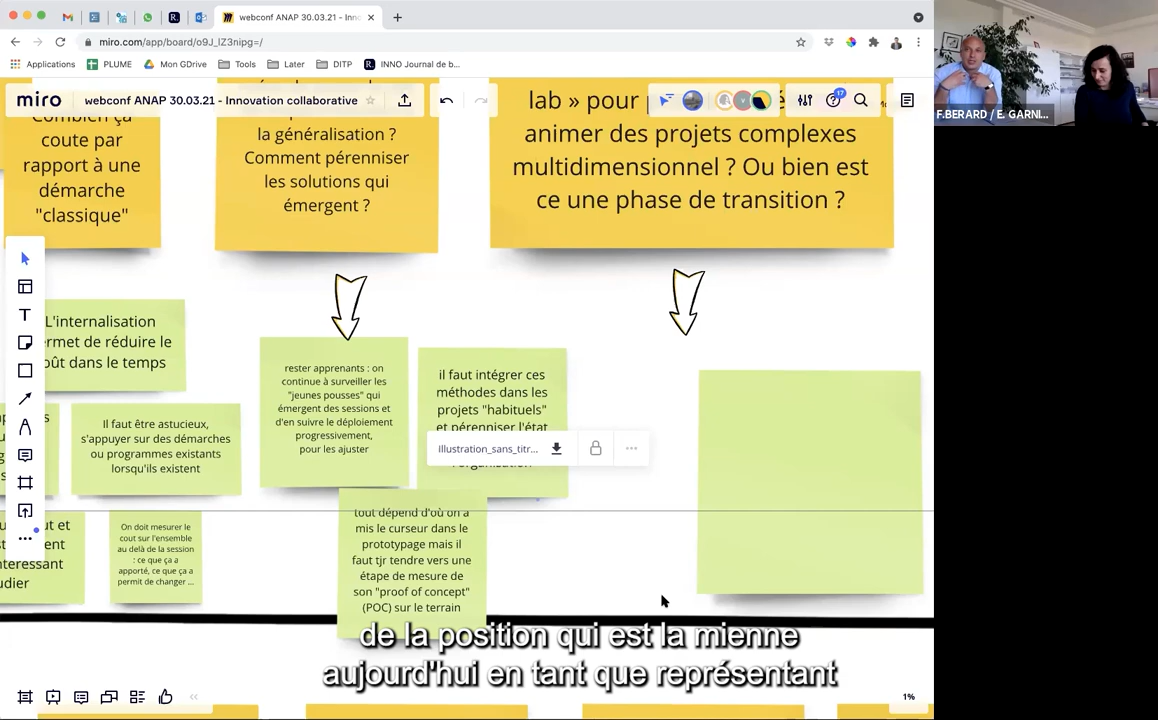 webconf ANAP 30.03.21 - Inno
miro.com/app/board/o9J_lZ3nipg=/
Applications
PLUME
Mon GDrive
Tools
Later
DITP
INNO Journal de b...
miro
webconf ANAP 30.03.21 - Innovation collaborative
17
F.BERARD / E. GARNI...
Combien ça
coute par
rapport à une
démarche
"classique"
la généralisation ?
Comment pérenniser
les solutions qui
émergent ?
lab » pour
animer des projets complexes
multidimensionnel ? Ou bien est
ce une phase de transition ?
L'internalisation
permet de réduire le
coût dans le temps
Il faut être astucieux,
s'appuyer sur des démarches
ou programmes existants
lorsqu'ils existent
On doit mesurer le
cout sur l'ensemble
au delà de la session
: ce que ça a
apporté, ce que ça a
permit de changer ...
rester apprenants : on
continue à surveiller les
"jeunes pousses" qui
émergent des sessions et
d'en suivre le déploiement
progressivement,
pour les ajuster
il faut intégrer ces
méthodes dans les
projets "habituels"
et pérenniser l'état
illustration_sans_titr...
l'organisation
tout dépend d'où on a
mis le curseur dans le
prototypage mais il
faut tjr tendre vers une
étape de mesure de
son "proof of concept"
(POC) sur le terrain
de la position qui est la mienne
aujourd'hui en tant que représentant
1%